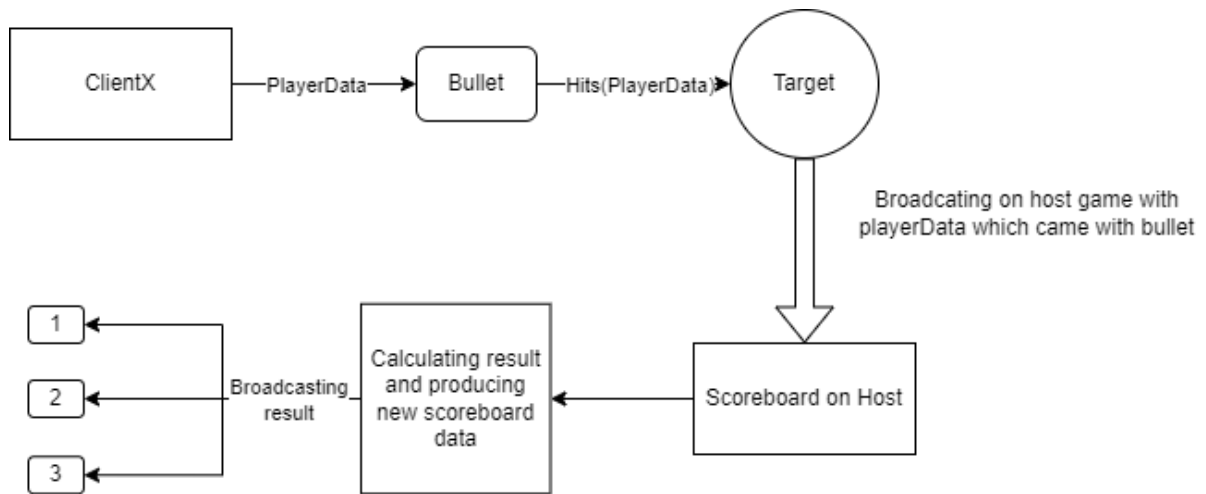 ClientX
PlayerData
Bullet
Hits(PlayerData)
Target
Broadcating on host game with
playerData which came with bullet
Scoreboard on Host
Calculating result
and producing
new scoreboard
data
Broadcasting
result
1
2
3